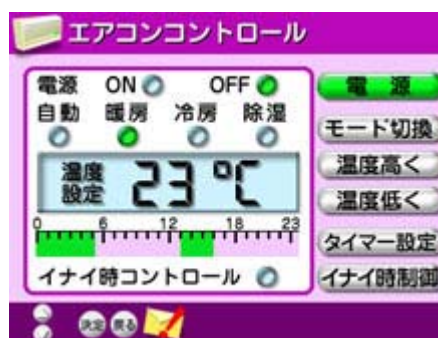 エアコンコントロール
電源 ON OFF
自動 暖房 冷房 除湿
温度
設定 23℃
0 6 12 18 23
イナイ時コントロール
電源
モード切換
温度高く
温度低く
タイマー設定
イナイ時制御
決定 戻る